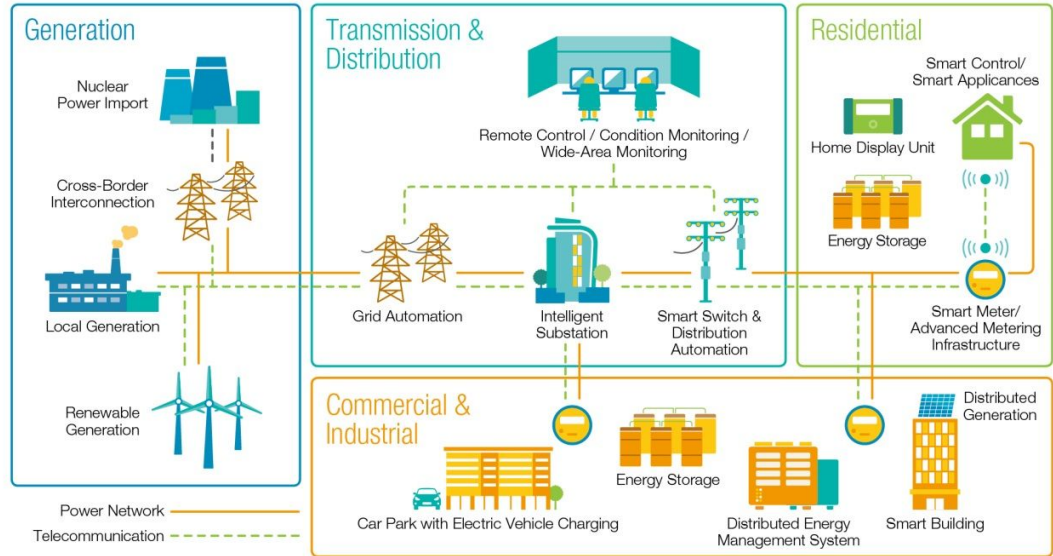 Generation
Nuclear
Power Import
Cross-Border
Interconnection
Local Generation
Renewable
Generation
Power Network
Telecommunication
Transmission &
Distribution
Remote Control / Condition Monitoring /
Wide-Area Monitoring
Grid Automation
Intelligent
Substation
Smart Switch &
Distribution
Automation
Residential
Smart Control/
Smart Applicances
Home Display Unit
Energy Storage
Smart Meter/
Advanced Metering
Infrastructure
Commercial &
Industrial
Car Park with Electric Vehicle Charging
Energy Storage
Distributed Energy
Management System
Distributed
Generation
Smart Building